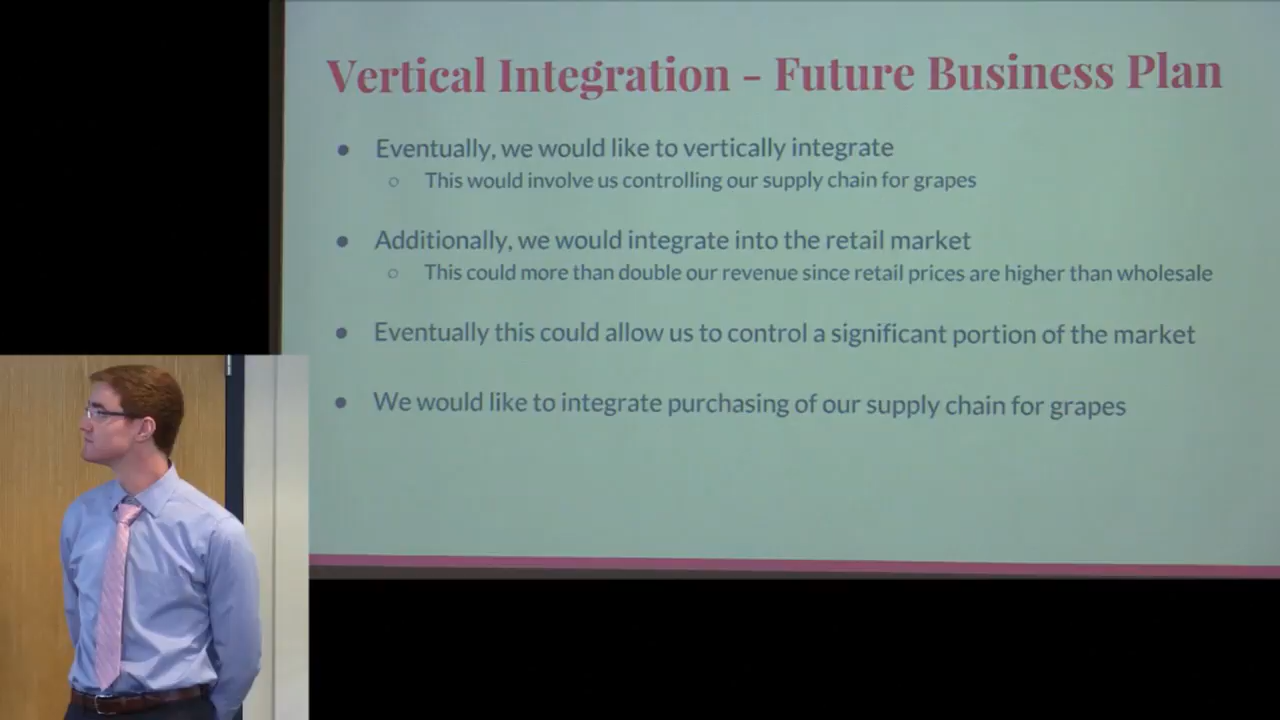 Vertical Integration - Future Business Plan
● Eventually, we would like to vertically integrate
○ This would involve us controlling our supply chain for grapes
● Additionally, we would integrate into the retail market
○ This could more than double our revenue since retail prices are higher than wholesale
● Eventually this could allow us to control a significant portion of the market
● We would like to integrate purchasing of our supply chain for grapes